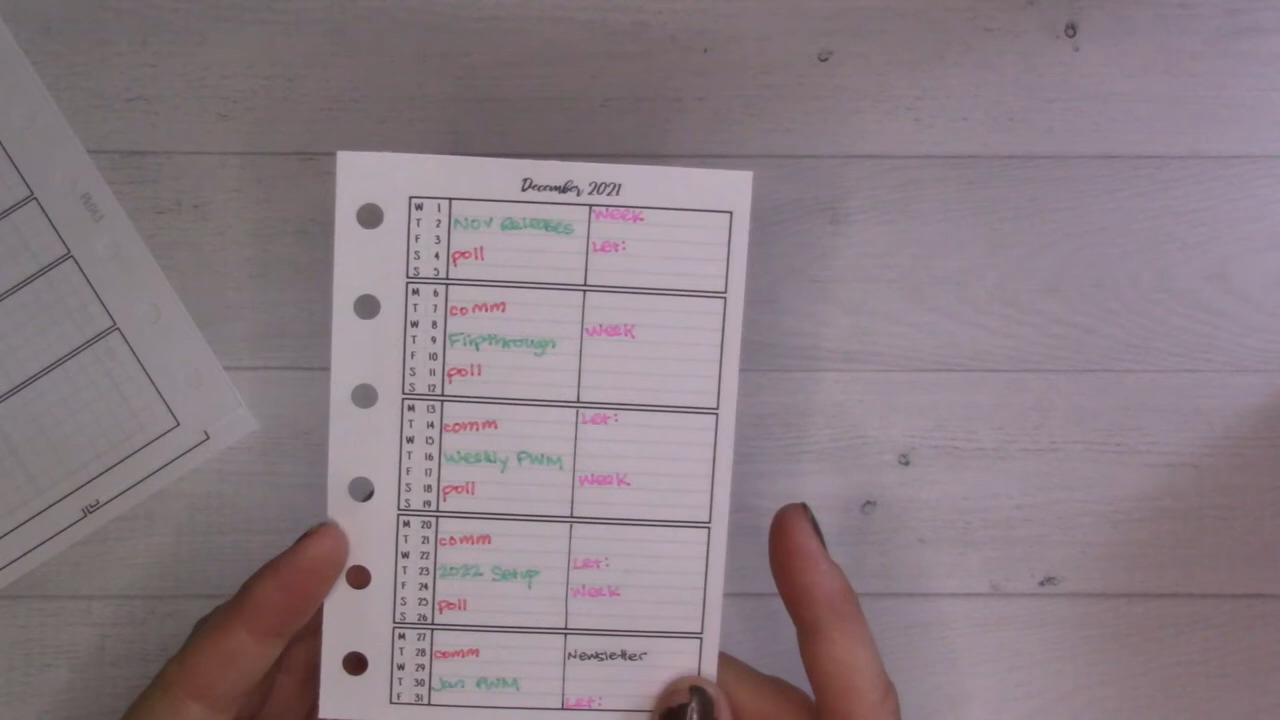 December 2021
W 1 Week
T 2 Nov Releases
F 3 Let:
S 4 poll
S 5
M 6
T 7 comm
W 8 Week
T 9 Flipthrough
F 10
S 11 poll
S 12
M 13 Let:
T 14 comm
W 15
T 16 Weekly PWM
F 17 Week
S 18 poll
S 19
M 20
T 21 comm
W 22 Let:
T 23 2022 Setup
F 24 Week
S 25 poll
S 26
M 27
T 28 comm Newsletter
W 29
T 30 Jan PWM
F 31 Let: